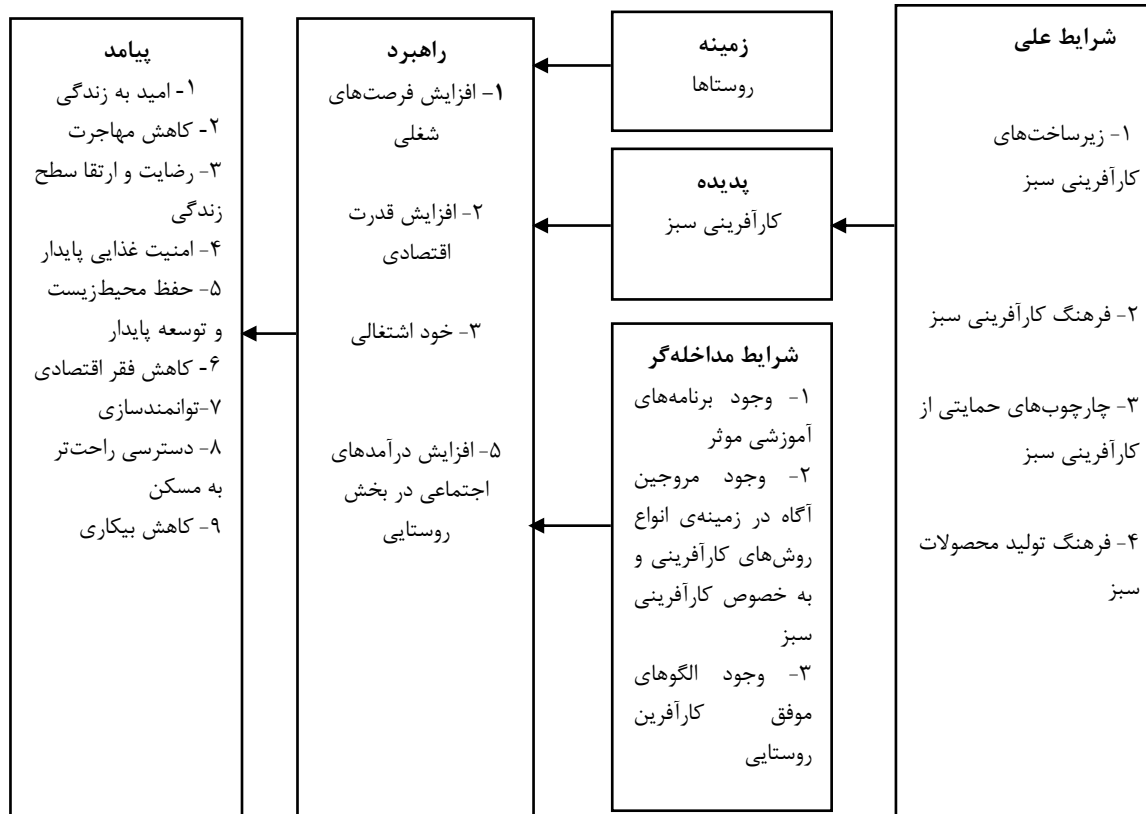 شرایط علی
۱- زیرساخت‌های
کارآفرینی سبز
۲- فرهنگ کارآفرینی سبز
۳- چارچوب‌های حمایتی از
کارآفرینی سبز
۴- فرهنگ تولید محصولات
سبز
زمینه
روستاها
پدیده
کارآفرینی سبز
شرایط مداخله‌گر
۱- وجود برنامه‌های
آموزشی موثر
۲- وجود مروجین
آگاه در زمینه‌ی انواع
روش‌های کارآفرینی و
به خصوص کارآفرینی
سبز
۳- وجود الگوهای
موفق کارآفرین
روستایی
راهبرد
۱- افزایش فرصت‌های
شغلی
۲- افزایش قدرت
اقتصادی
۳- خود اشتغالی
۵- افزایش درآمدهای
اجتماعی در بخش
روستایی
پیامد
۱- امید به زندگی
۲- کاهش مهاجرت
۳- رضایت و ارتقا سطح
زندگی
۴- امنیت غذایی پایدار
۵- حفظ محیط‌زیست
و توسعه پایدار
۶- کاهش فقر اقتصادی
۷-توانمندسازی
۸- دسترسی راحت‌تر
به مسکن
۹- کاهش بیکاری